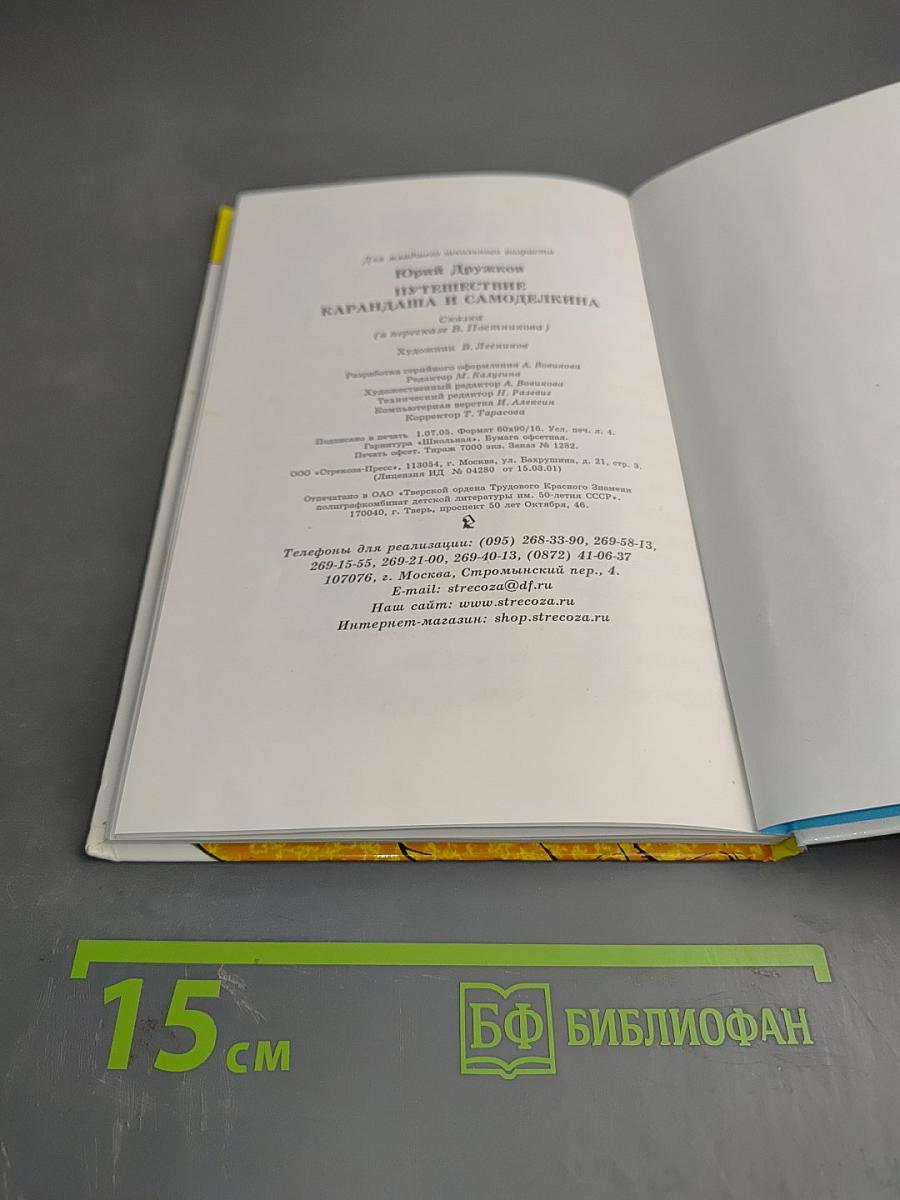 Для младшего школьного возраста
Юрий Дружков
ПУТЕШЕСТВИЕ
КАРАНДАША И САМОДЕЛКИНА
Сказка
(в пересказе В. Постникова)
Художник В. Лесников
Разработка серийного оформления А. Вовикова
Редактор М. Калугина
Художественный редактор А. Вовикова
Технический редактор Н. Разевиг
Компьютерная верстка И. Алексин
Корректор Т. Тарасова
Подписано в печать 1.07.05. Формат 60х90/16. Усл. печ. л. 4.
Гарнитура «Школьная». Бумага офсетная.
Печать офсет. Тираж 7000 экз. Заказ № 1282.
ООО «Стрекоза-Пресс», 113054, г. Москва, ул. Бахрушина, д. 21, стр. 3.
(Лицензия ИД № 04280 от 15.03.01)
Отпечатано в ОАО «Тверской ордена Трудового Красного Знамени
полиграфкомбинат детской литературы им. 50-летия СССР».
170040, г. Тверь, проспект 50 лет Октября, 46.
Телефоны для реализации: (095) 268-33-90, 269-58-13,
269-15-55, 269-21-00, 269-40-13, (0872) 41-06-37
107076, г. Москва, Стромынский пер., 4.
E-mail: strecoza@df.ru
Наш сайт: www.strecoza.ru
Интернет-магазин: shop.strecoza.ru
15 см
БФ БИБЛИОФАН